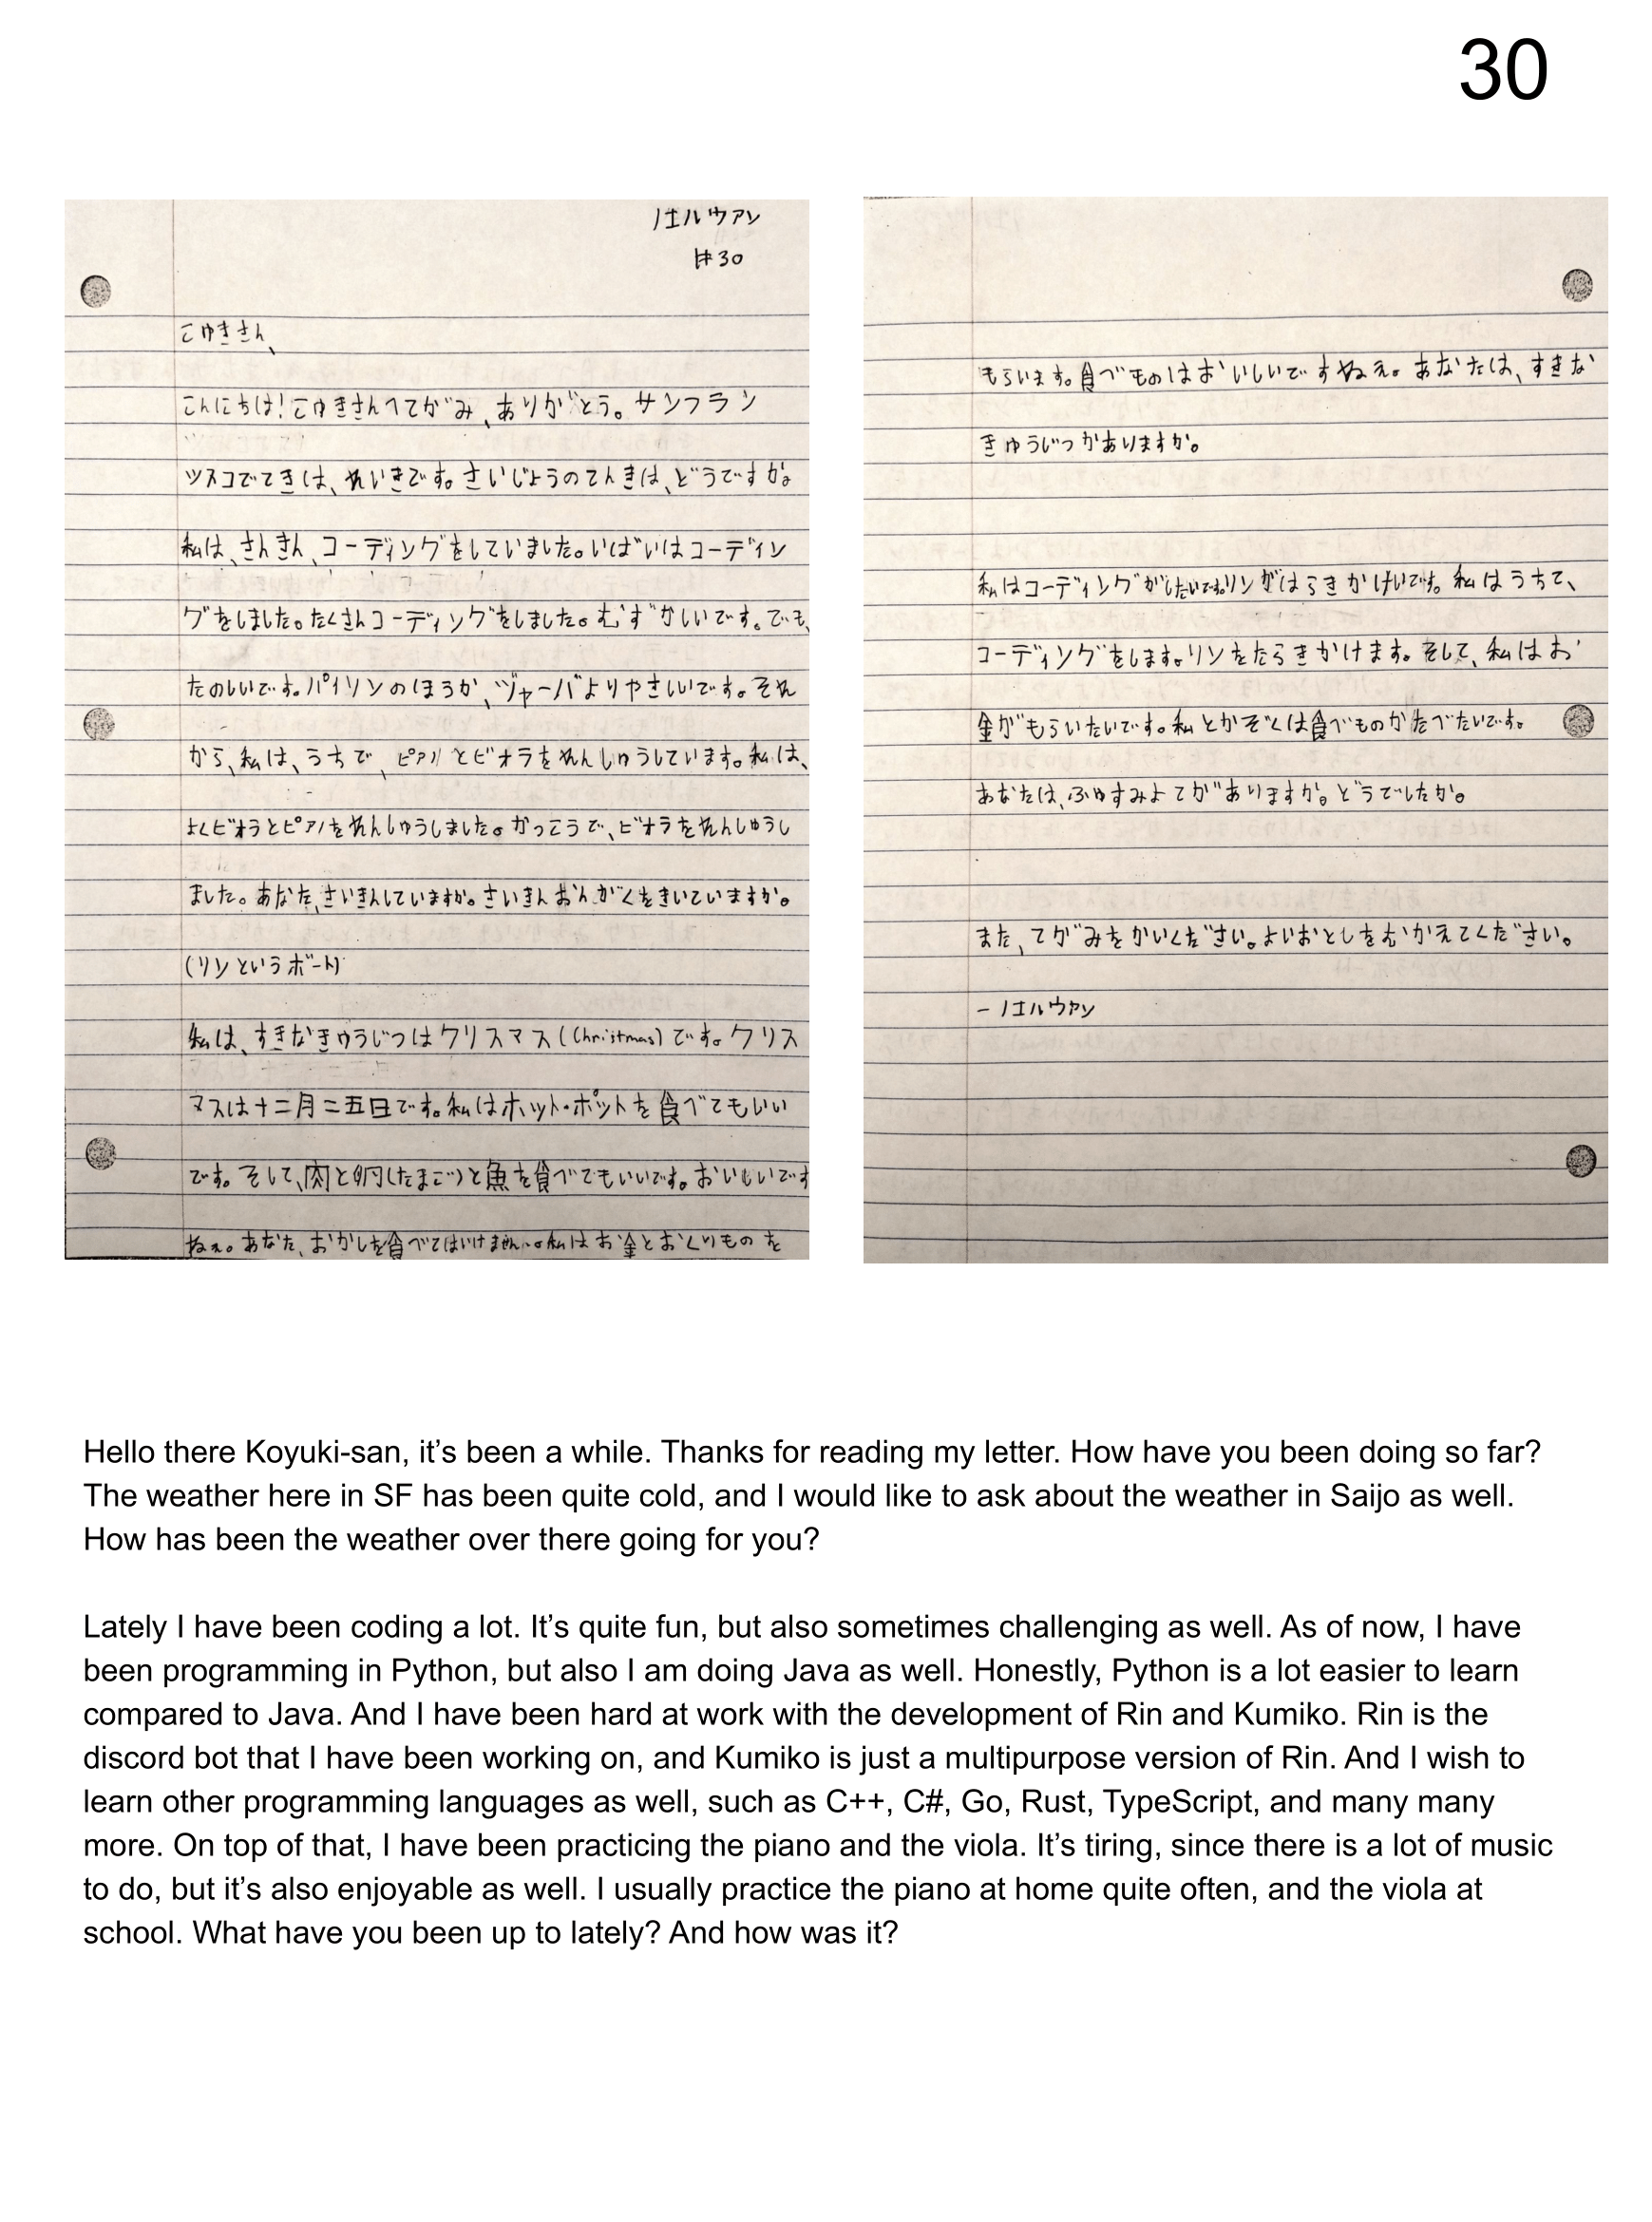 30
ノエルウァン
#30
こゆきさん、
こんにちは!こゆきさんへてがみ、ありがとう。サンフラン
ツスコでてきは、れいきです。さいじょうのてんきは、どうですか。
私は、さんきん、コーディングをしていました。いばいはコーディン
グをしました。たくさんコーディングをしました。むずかしいです。でも、
たのしいです。パイソンのほうか、ヅャーバよりやさしいです。それ
から、私は、うちで、ピアノとビオラをれんしゅうしています。私は、
よくビオラとピアノをれんしゅうしました。がっこうで、ビオラをれんしゅうし
ました。あなた、さいきんしていますか。さいきんおんがくをきいていますか。
(リンというボート)
私は、すきなきゅうじつはクリスマス(Christmas)です。クリス
マスは十二月二五日です。私はホット・ポットを食べてもいい
です。そして、肉と卵(たまご)と魚を食べてもいいです。おいしいです
ねぇ。あなた、おかしを食べてはいけません。私はお金とおくりものを
もらいます。食べものはおいしいですねぇ。あなたは、すきな
きゅうじつかありますか。
私はコーディングがしたいです。リンがはらきかけいです。私はうちて、
コーディングをします。リンをたらきかけます。そして、私はお
金がもらいたいです。私とかぞくは食べものかたべたいです。
あなたは、ふゆすみよてがありますか。どうでしたか。
また、てがみをかいください。よいおとしをむかえてください。
- ノエルウァン
Hello there Koyuki-san, it’s been a while. Thanks for reading my letter. How have you been doing so far?
The weather here in SF has been quite cold, and I would like to ask about the weather in Saijo as well.
How has been the weather over there going for you?
Lately I have been coding a lot. It’s quite fun, but also sometimes challenging as well. As of now, I have
been programming in Python, but also I am doing Java as well. Honestly, Python is a lot easier to learn
compared to Java. And I have been hard at work with the development of Rin and Kumiko. Rin is the
discord bot that I have been working on, and Kumiko is just a multipurpose version of Rin. And I wish to
learn other programming languages as well, such as C++, C#, Go, Rust, TypeScript, and many many
more. On top of that, I have been practicing the piano and the viola. It’s tiring, since there is a lot of music
to do, but it’s also enjoyable as well. I usually practice the piano at home quite often, and the viola at
school. What have you been up to lately? And how was it?